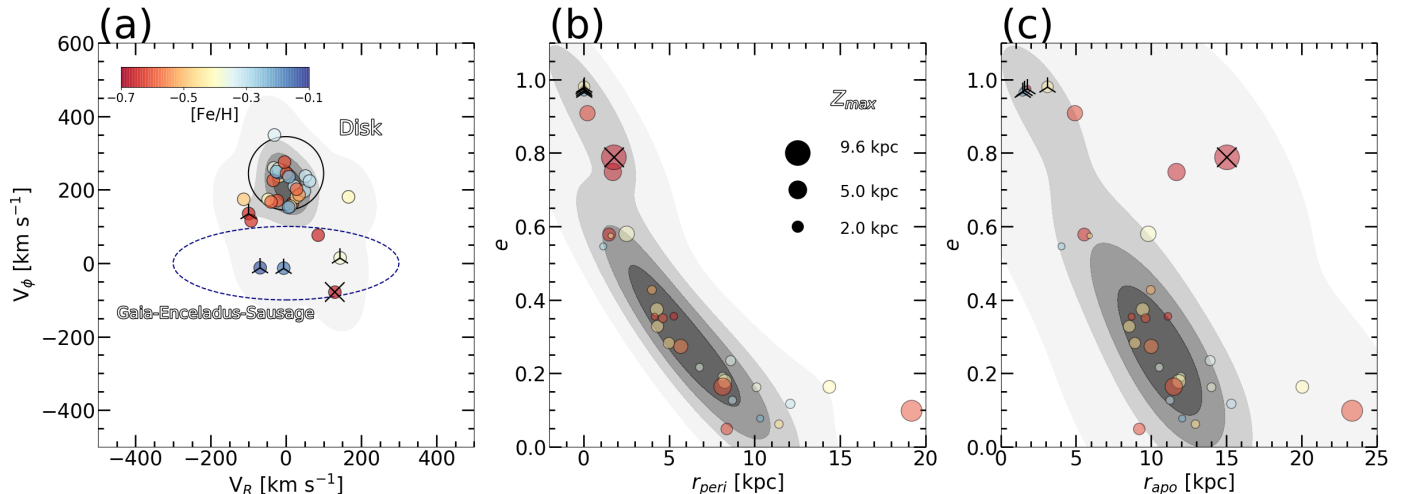 (a)
(b)
(c)
600
400
200
0
−200
−400
V_ϕ [km s⁻¹]
−0.7 −0.5 −0.3 −0.1
[Fe/H]
Disk
Gaia-Enceladus-Sausage
−400 −200 0 200 400
V_R [km s⁻¹]
1.0
0.8
0.6
0.4
0.2
0.0
e
Z_max
9.6 kpc
5.0 kpc
2.0 kpc
0 5 10 15 20
r_peri [kpc]
1.0
0.8
0.6
0.4
0.2
0.0
e
0 5 10 15 20 25
r_apo [kpc]